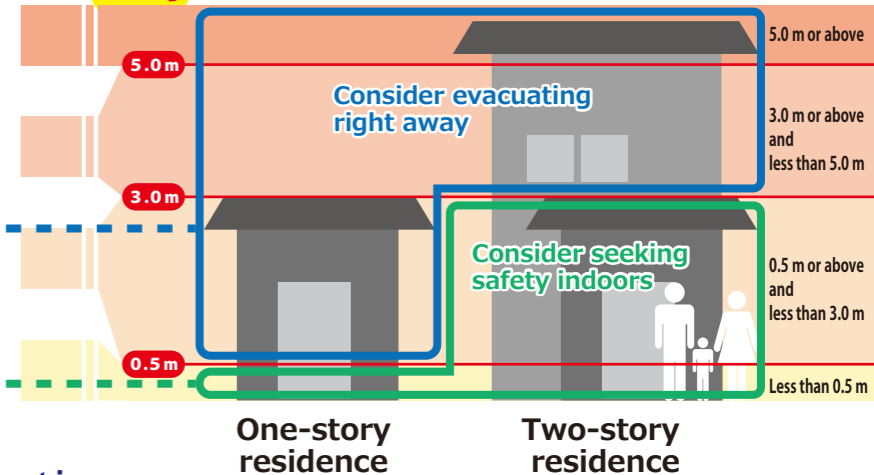 5.0 m
3.0 m
0.5 m
Consider evacuating
right away
Consider seeking
safety indoors
5.0 m or above
3.0 m or above
and
less than 5.0 m
0.5 m or above
and
less than 3.0 m
Less than 0.5 m
One-story
residence
Two-story
residence